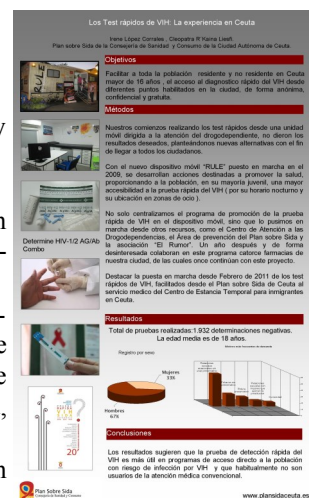 Los Test rápidos de VIH: La experiencia en Ceuta
Irene López Corrales , Cleopatra R'Kaina Liesfi
Plan sobre Sida de la Consejería de Sanidad y Consumo de la Ciudad Autónoma de Ceuta.
Objetivos
Facilitar a toda la población residente y no residente en Ceuta
mayor de 16 años , el acceso al diagnostico rápido del VIH desde
diferentes puntos habilitados en la ciudad, de forma anónima,
confidencial y gratuita.
Métodos
Nuestros comienzos realizando los test rápidos desde una unidad
móvil dirigida a la atención del drogodependiente, no dieron los
resultados deseados, planteándonos nuevas alternativas con el fin
de llegar a todos los ciudadanos.
Con el nuevo dispositivo móvil "RULE" puesto en marcha en el
2009, se desarrollan acciones destinadas a promover la salud,
proporcionando a la población, en su mayoría juvenil, una mayor
accesibilidad a la prueba rápida del VIH ( por su horario nocturno y
su ubicación en zonas de ocio ).
No solo centralizamos el programa de promoción de la prueba
rápida de VIH en el dispositivo móvil, sino que lo pusimos en
marcha desde otros recursos, como el Centro de Atención a las
Drogodependencias, el Área de prevención del Plan sobre Sida y
la asociación "El Rumor". Un año después y de forma
desinteresada colaboran en este programa catorce farmacias de
nuestra ciudad, de las cuales once continúan con este proyecto.
Destacar la puesta en marcha desde Febrero de 2011 de los test
rápidos de VIH, facilitados desde el Plan sobre Sida de Ceuta al
servicio medico del Centro de Estancia Temporal para inmigrantes
en Ceuta.
Determine HIV-1/2 AG/Ab
Combo
Resultados
Total de pruebas realizadas:1.932 determinaciones negativas.
La edad media es de 18 años.
Registro por sexo:
Mujeres
33%
Hombres
67%
Conclusiones
Los resultados sugieren que la prueba de detección rápida del
VIH es más útil en programas de acceso directo a la población
con riesgo de infección por VIH y que habitualmente no son
usuarios de la atención médica convencional.
Plan Sobre Sida
www.plansidaceuta.es